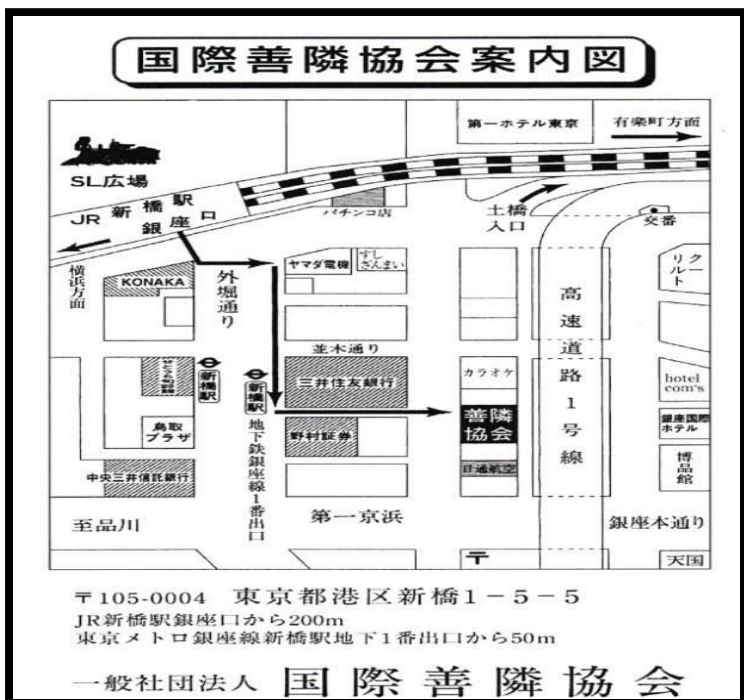 国際善隣協会案内図
第一ホテル東京
有楽町方面
SL広場
JR新橋駅
銀座口
パチンコ店
土橋
入口
交番
横浜方面
KONAKA
外堀通り
ヤマダ電機
すし
ざんまい
リクルート
高速道路1号線
並木通り
新橋駅
新橋駅
三井住友銀行
カラオケ
hotel
com's
鳥取
プラザ
地下鉄銀座線1番出口
野村証券
善隣
協会
銀座国際
ホテル
日通航空
博品館
中央三井信託銀行
至品川
第一京浜
銀座本通り
〒
天国
〒105-0004 東京都港区新橋1-5-5
JR新橋駅銀座口から200m
東京メトロ銀座線新橋駅地下1番出口から50m
一般社団法人 国際善隣協会